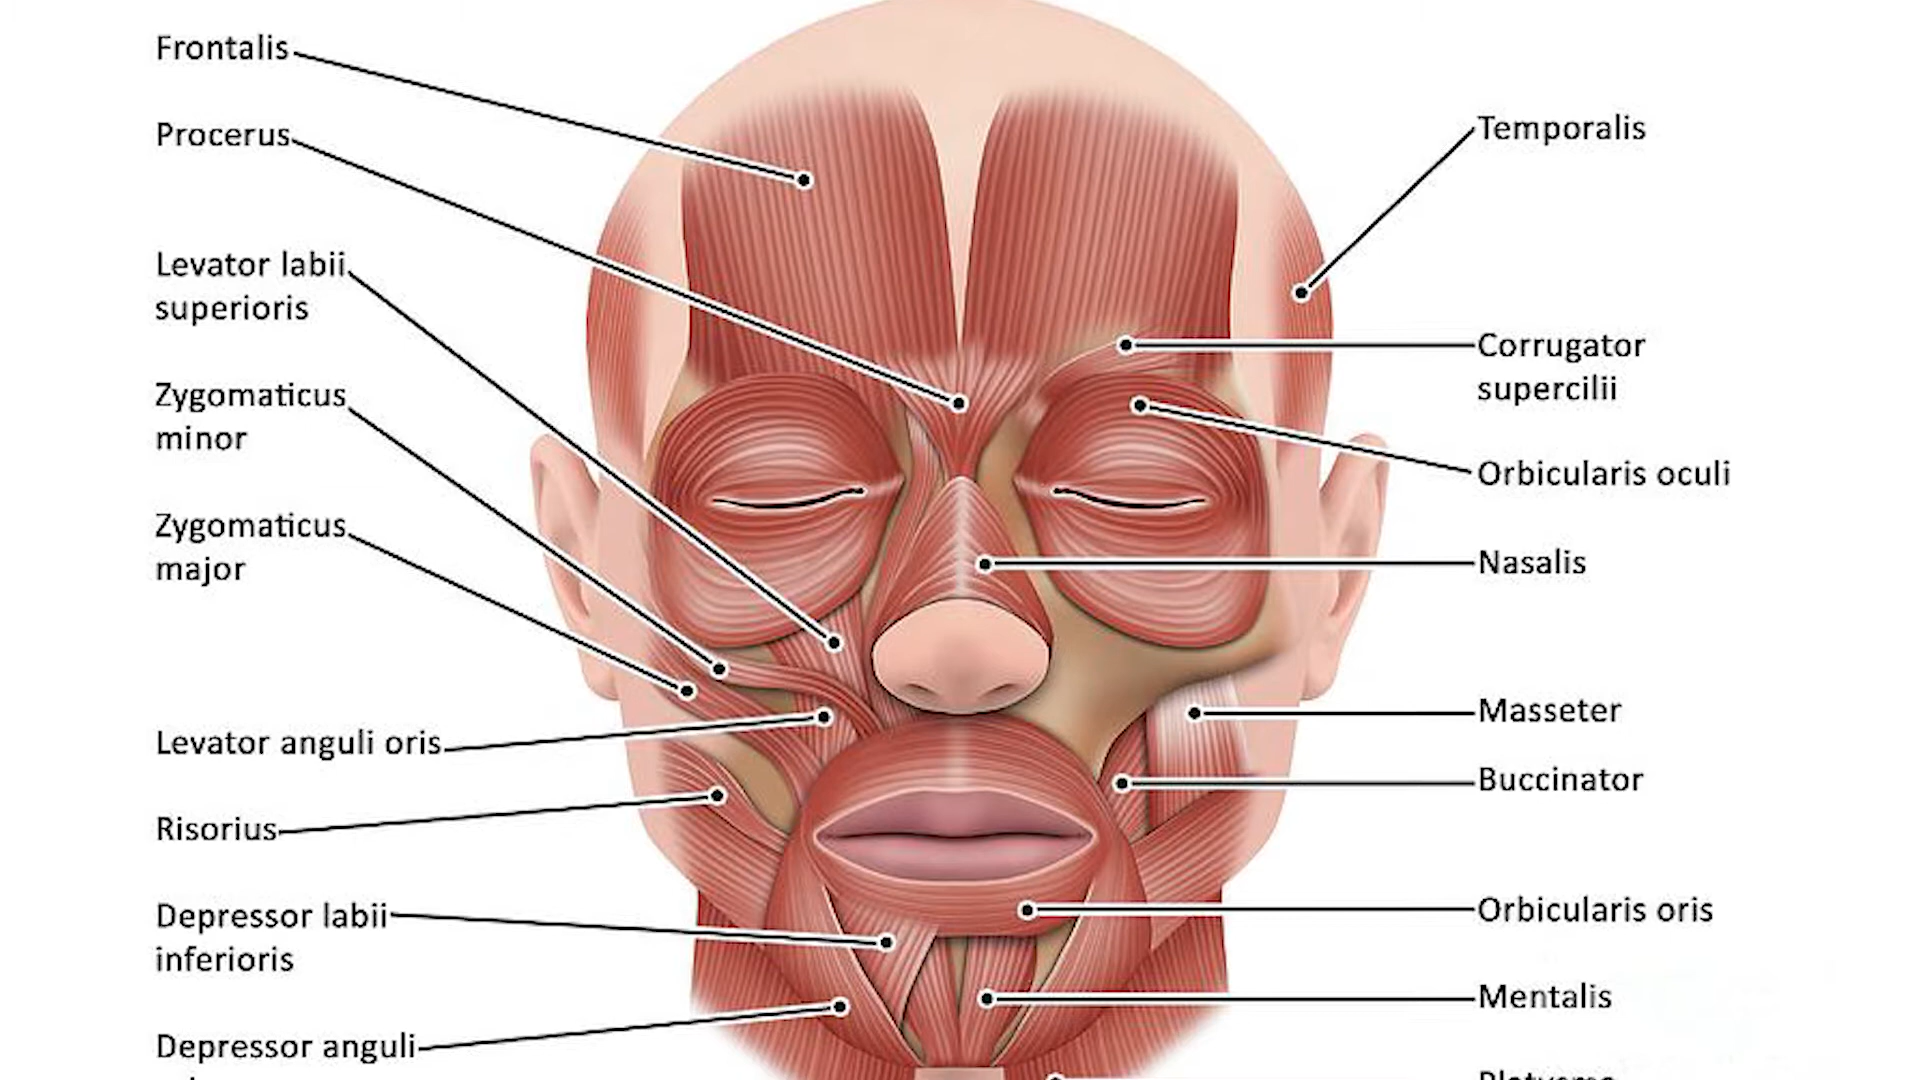 Frontalis
Procerus
Levator labii
superioris
Zygomaticus
minor
Zygomaticus
major
Levator anguli oris
Risorius
Depressor labii
inferioris
Depressor anguli
Temporalis
Corrugator
supercilii
Orbicularis oculi
Nasalis
Masseter
Buccinator
Orbicularis oris
Mentalis
Platysma